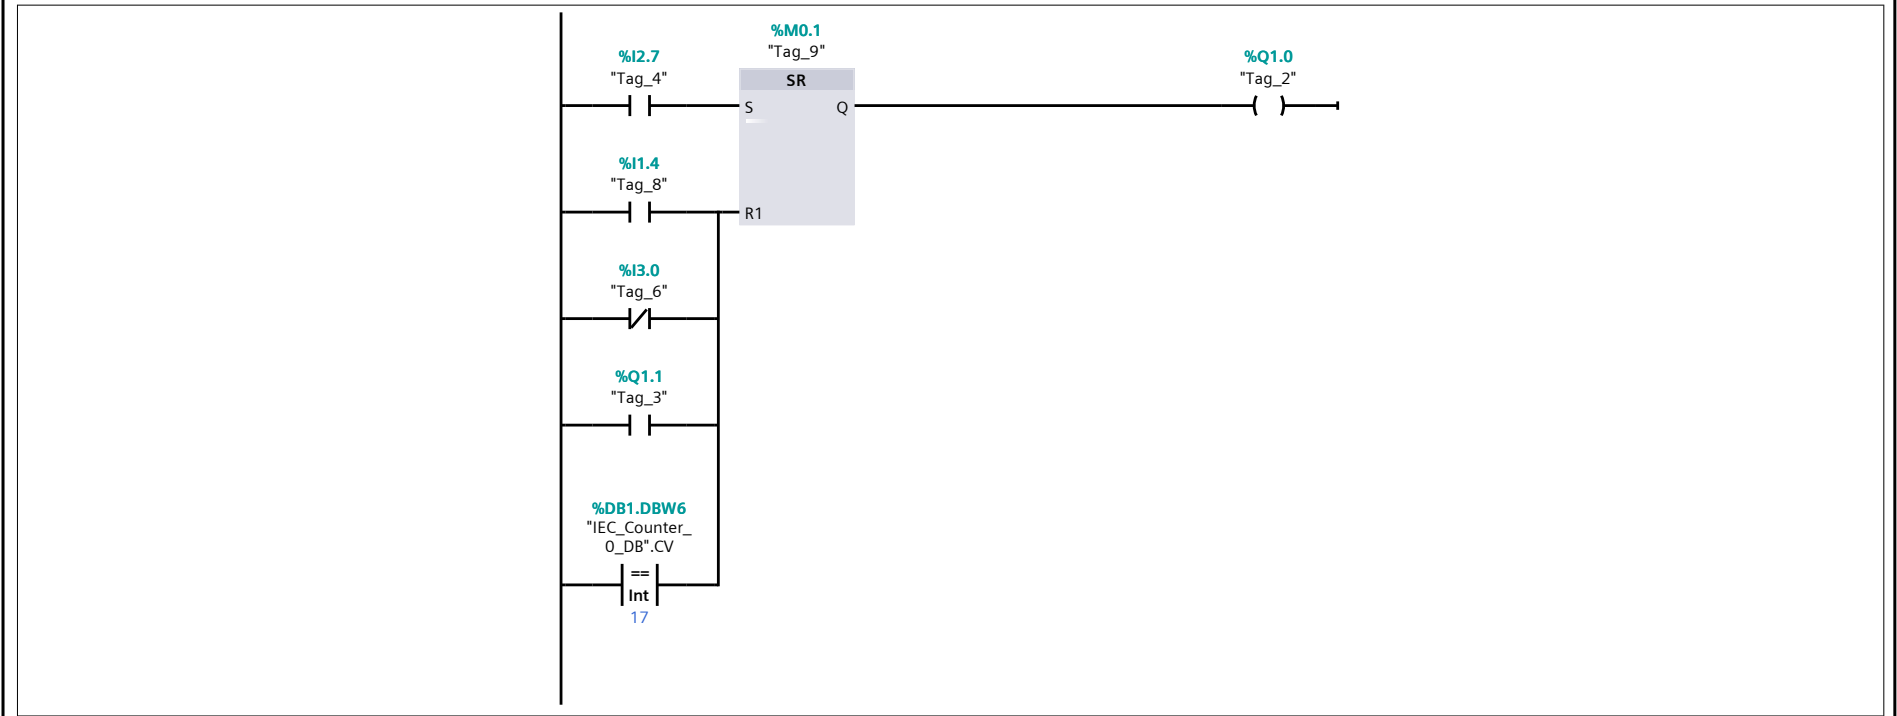 %M0.1
"Tag_9"
%I2.7
"Tag_4"
%Q1.0
"Tag_2"
SR
S
Q
%I1.4
"Tag_8"
R1
%I3.0
"Tag_6"
%Q1.1
"Tag_3"
%DB1.DBW6
"IEC_Counter_
0_DB".CV
==
Int
17